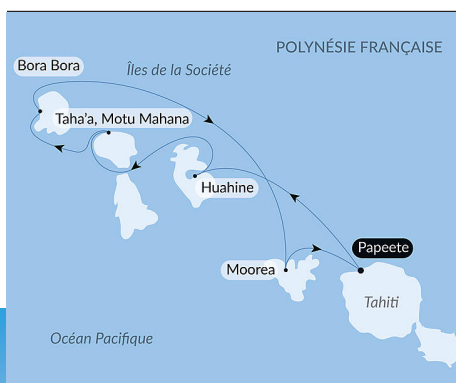 POLYNÉSIE FRANÇAISE
Bora Bora
Îles de la Société
Taha'a, Motu Mahana
Huahine
Papeete
Moorea
Tahiti
Océan Pacifique